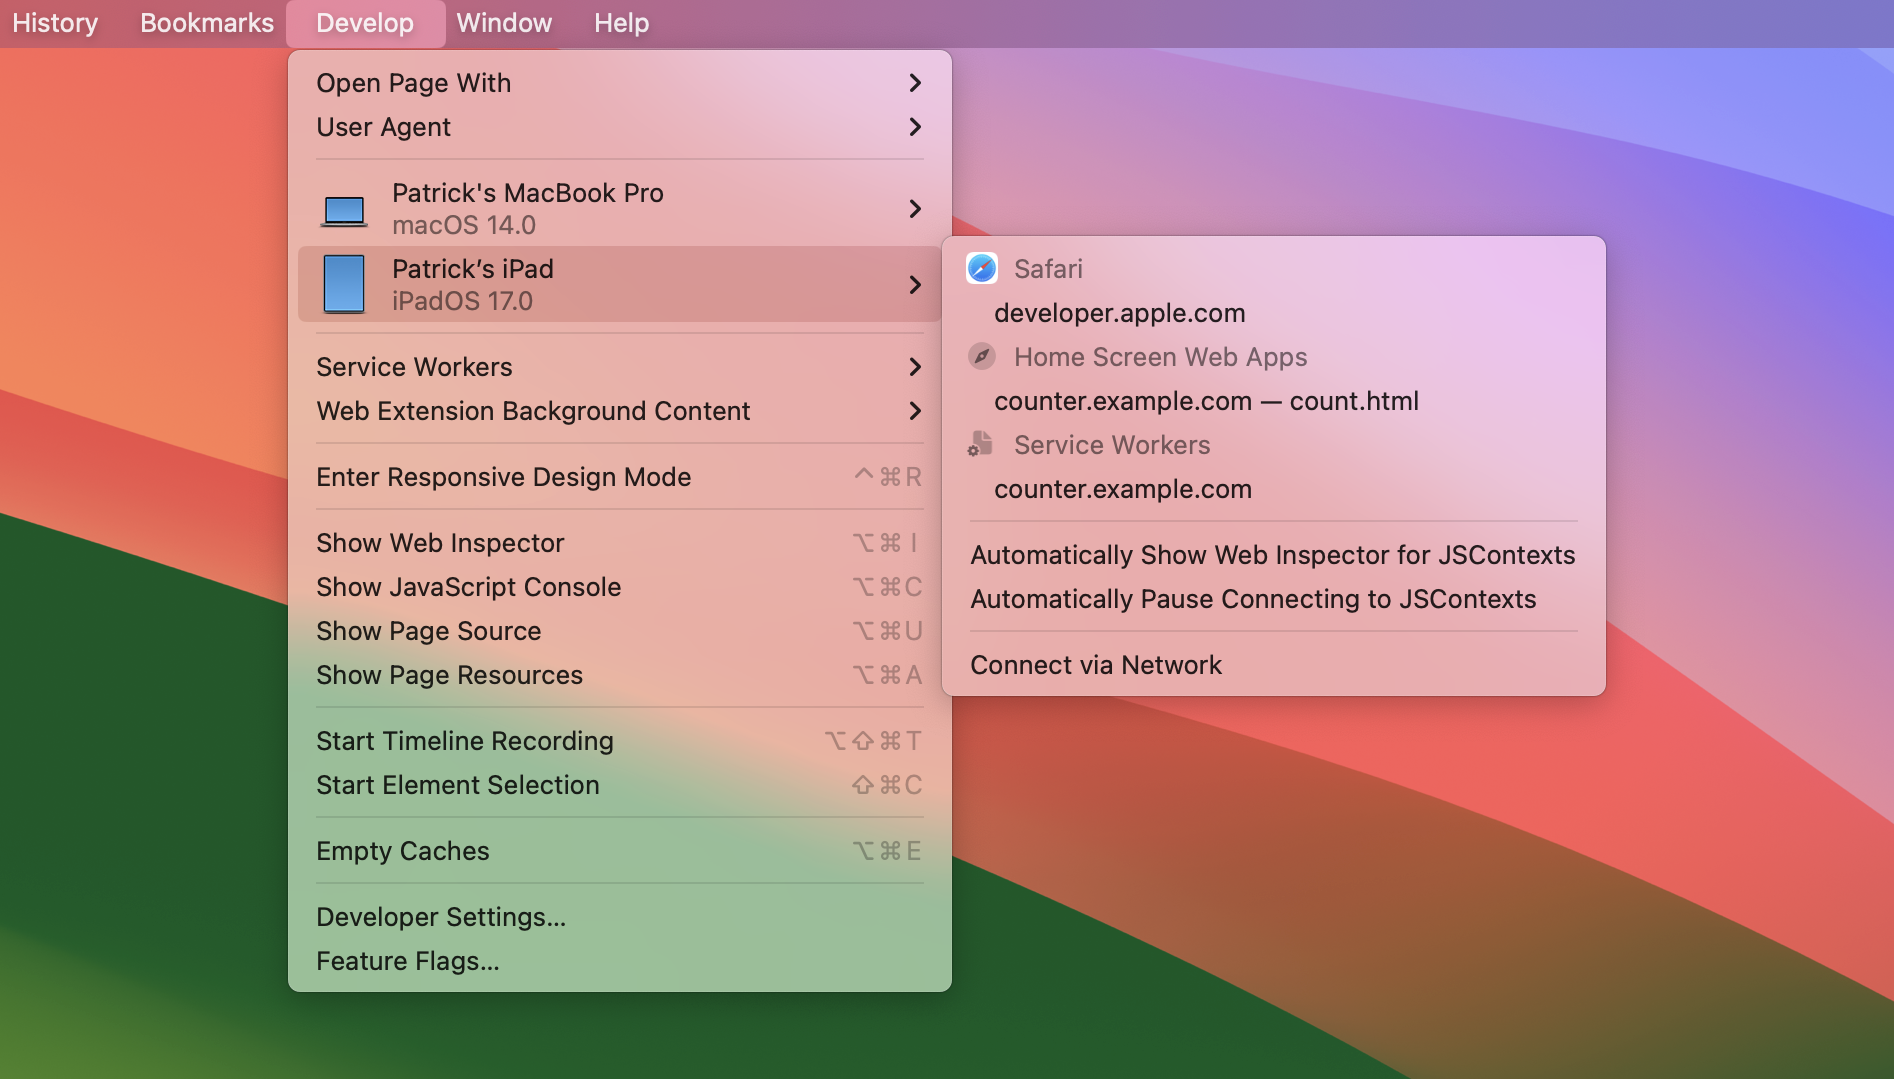 History Bookmarks Develop Window Help
Open Page With
User Agent
Patrick's MacBook Pro
macOS 14.0
Patrick’s iPad
iPadOS 17.0
Service Workers
Web Extension Background Content
Enter Responsive Design Mode ⌃⌘R
Show Web Inspector ⌥⌘I
Show JavaScript Console ⌥⌘C
Show Page Source ⌥⌘U
Show Page Resources ⌥⌘A
Start Timeline Recording ⌥⇧⌘T
Start Element Selection ⇧⌘C
Empty Caches ⌥⌘E
Developer Settings...
Feature Flags...
Safari
developer.apple.com
Home Screen Web Apps
counter.example.com — count.html
Service Workers
counter.example.com
Automatically Show Web Inspector for JSContexts
Automatically Pause Connecting to JSContexts
Connect via Network